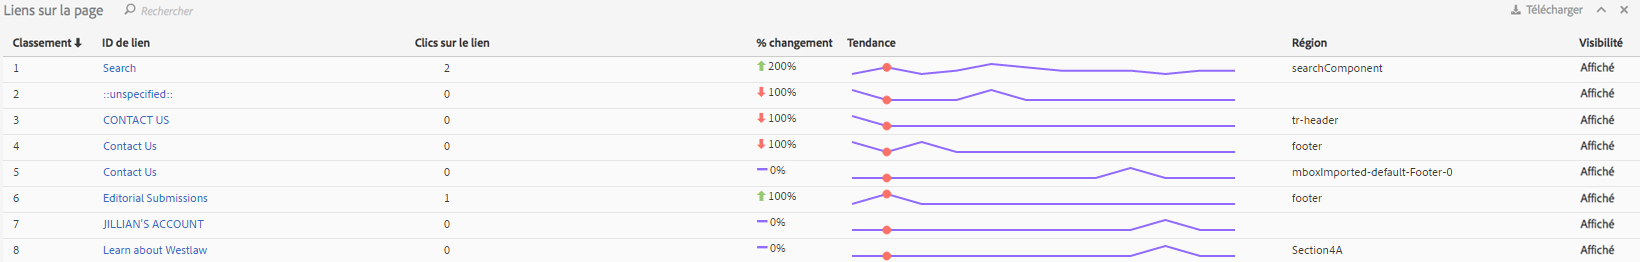 Liens sur la page Rechercher Télécharger
Classement ID de lien Clics sur le lien % changement Tendance Région Visibilité
1 Search 2 200% searchComponent Affiché
2 ::unspecified:: 0 100% Affiché
3 CONTACT US 0 100% tr-header Affiché
4 Contact Us 0 100% footer Affiché
5 Contact Us 0 0% mboxImported-default-Footer-0 Affiché
6 Editorial Submissions 1 100% footer Affiché
7 JILLIAN'S ACCOUNT 0 0% Affiché
8 Learn about Westlaw 0 0% Section4A Affiché